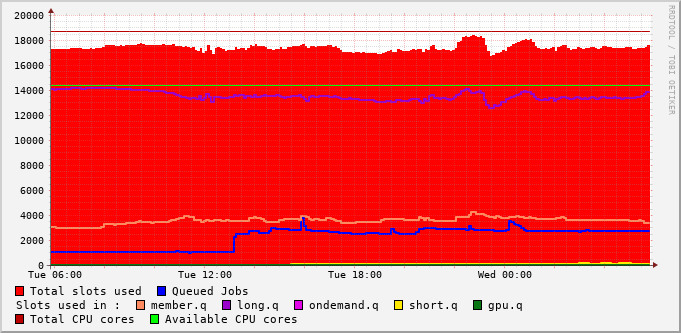 RRDTOOL / TOBI OETIKER
20000
18000
16000
14000
12000
10000
8000
6000
4000
2000
0
Tue 06:00 Tue 12:00 Tue 18:00 Wed 00:00
Total slots used Queued Jobs
Slots used in : member.q long.q ondemand.q short.q gpu.q
Total CPU cores Available CPU cores